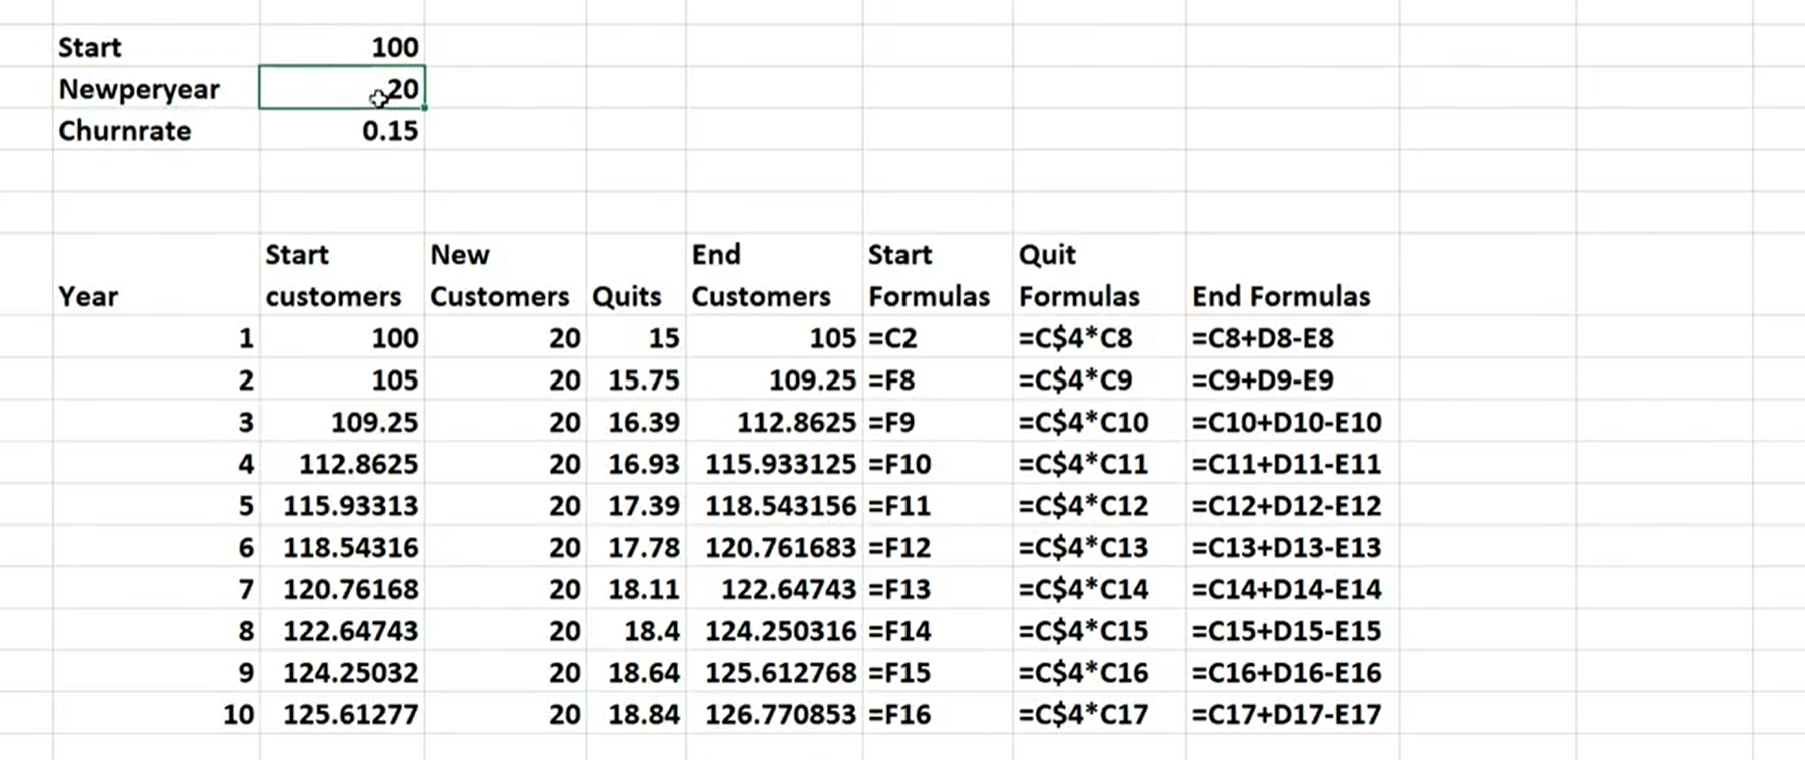 Start 100
Newperyear 20
Churnrate 0.15
Start New End Start Quit
Year customers Customers Quits Customers Formulas Formulas End Formulas
1 100 20 15 105 =C2 =C$4*C8 =C8+D8-E8
2 105 20 15.75 109.25 =F8 =C$4*C9 =C9+D9-E9
3 109.25 20 16.39 112.8625 =F9 =C$4*C10 =C10+D10-E10
4 112.8625 20 16.93 115.933125 =F10 =C$4*C11 =C11+D11-E11
5 115.93313 20 17.39 118.543156 =F11 =C$4*C12 =C12+D12-E12
6 118.54316 20 17.78 120.761683 =F12 =C$4*C13 =C13+D13-E13
7 120.76168 20 18.11 122.64743 =F13 =C$4*C14 =C14+D14-E14
8 122.64743 20 18.4 124.250316 =F14 =C$4*C15 =C15+D15-E15
9 124.25032 20 18.64 125.612768 =F15 =C$4*C16 =C16+D16-E16
10 125.61277 20 18.84 126.770853 =F16 =C$4*C17 =C17+D17-E17